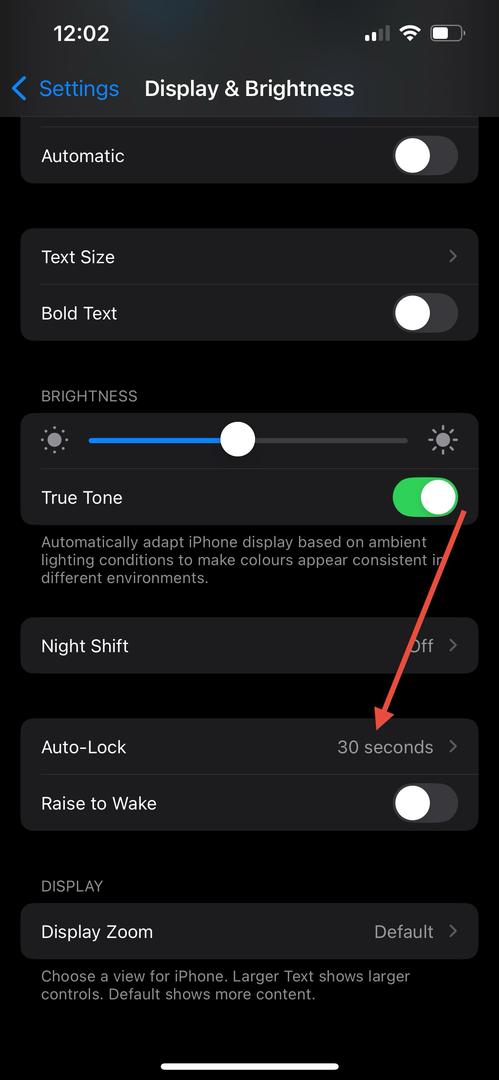 12:02
Settings
Display & Brightness
Automatic
Text Size
Bold Text
BRIGHTNESS
True Tone
Automatically adapt iPhone display based on ambient
lighting conditions to make colours appear consistent in
different environments.
Night Shift
Off
Auto-Lock
30 seconds
Raise to Wake
DISPLAY
Display Zoom
Default
Choose a view for iPhone. Larger Text shows larger
controls. Default shows more content.